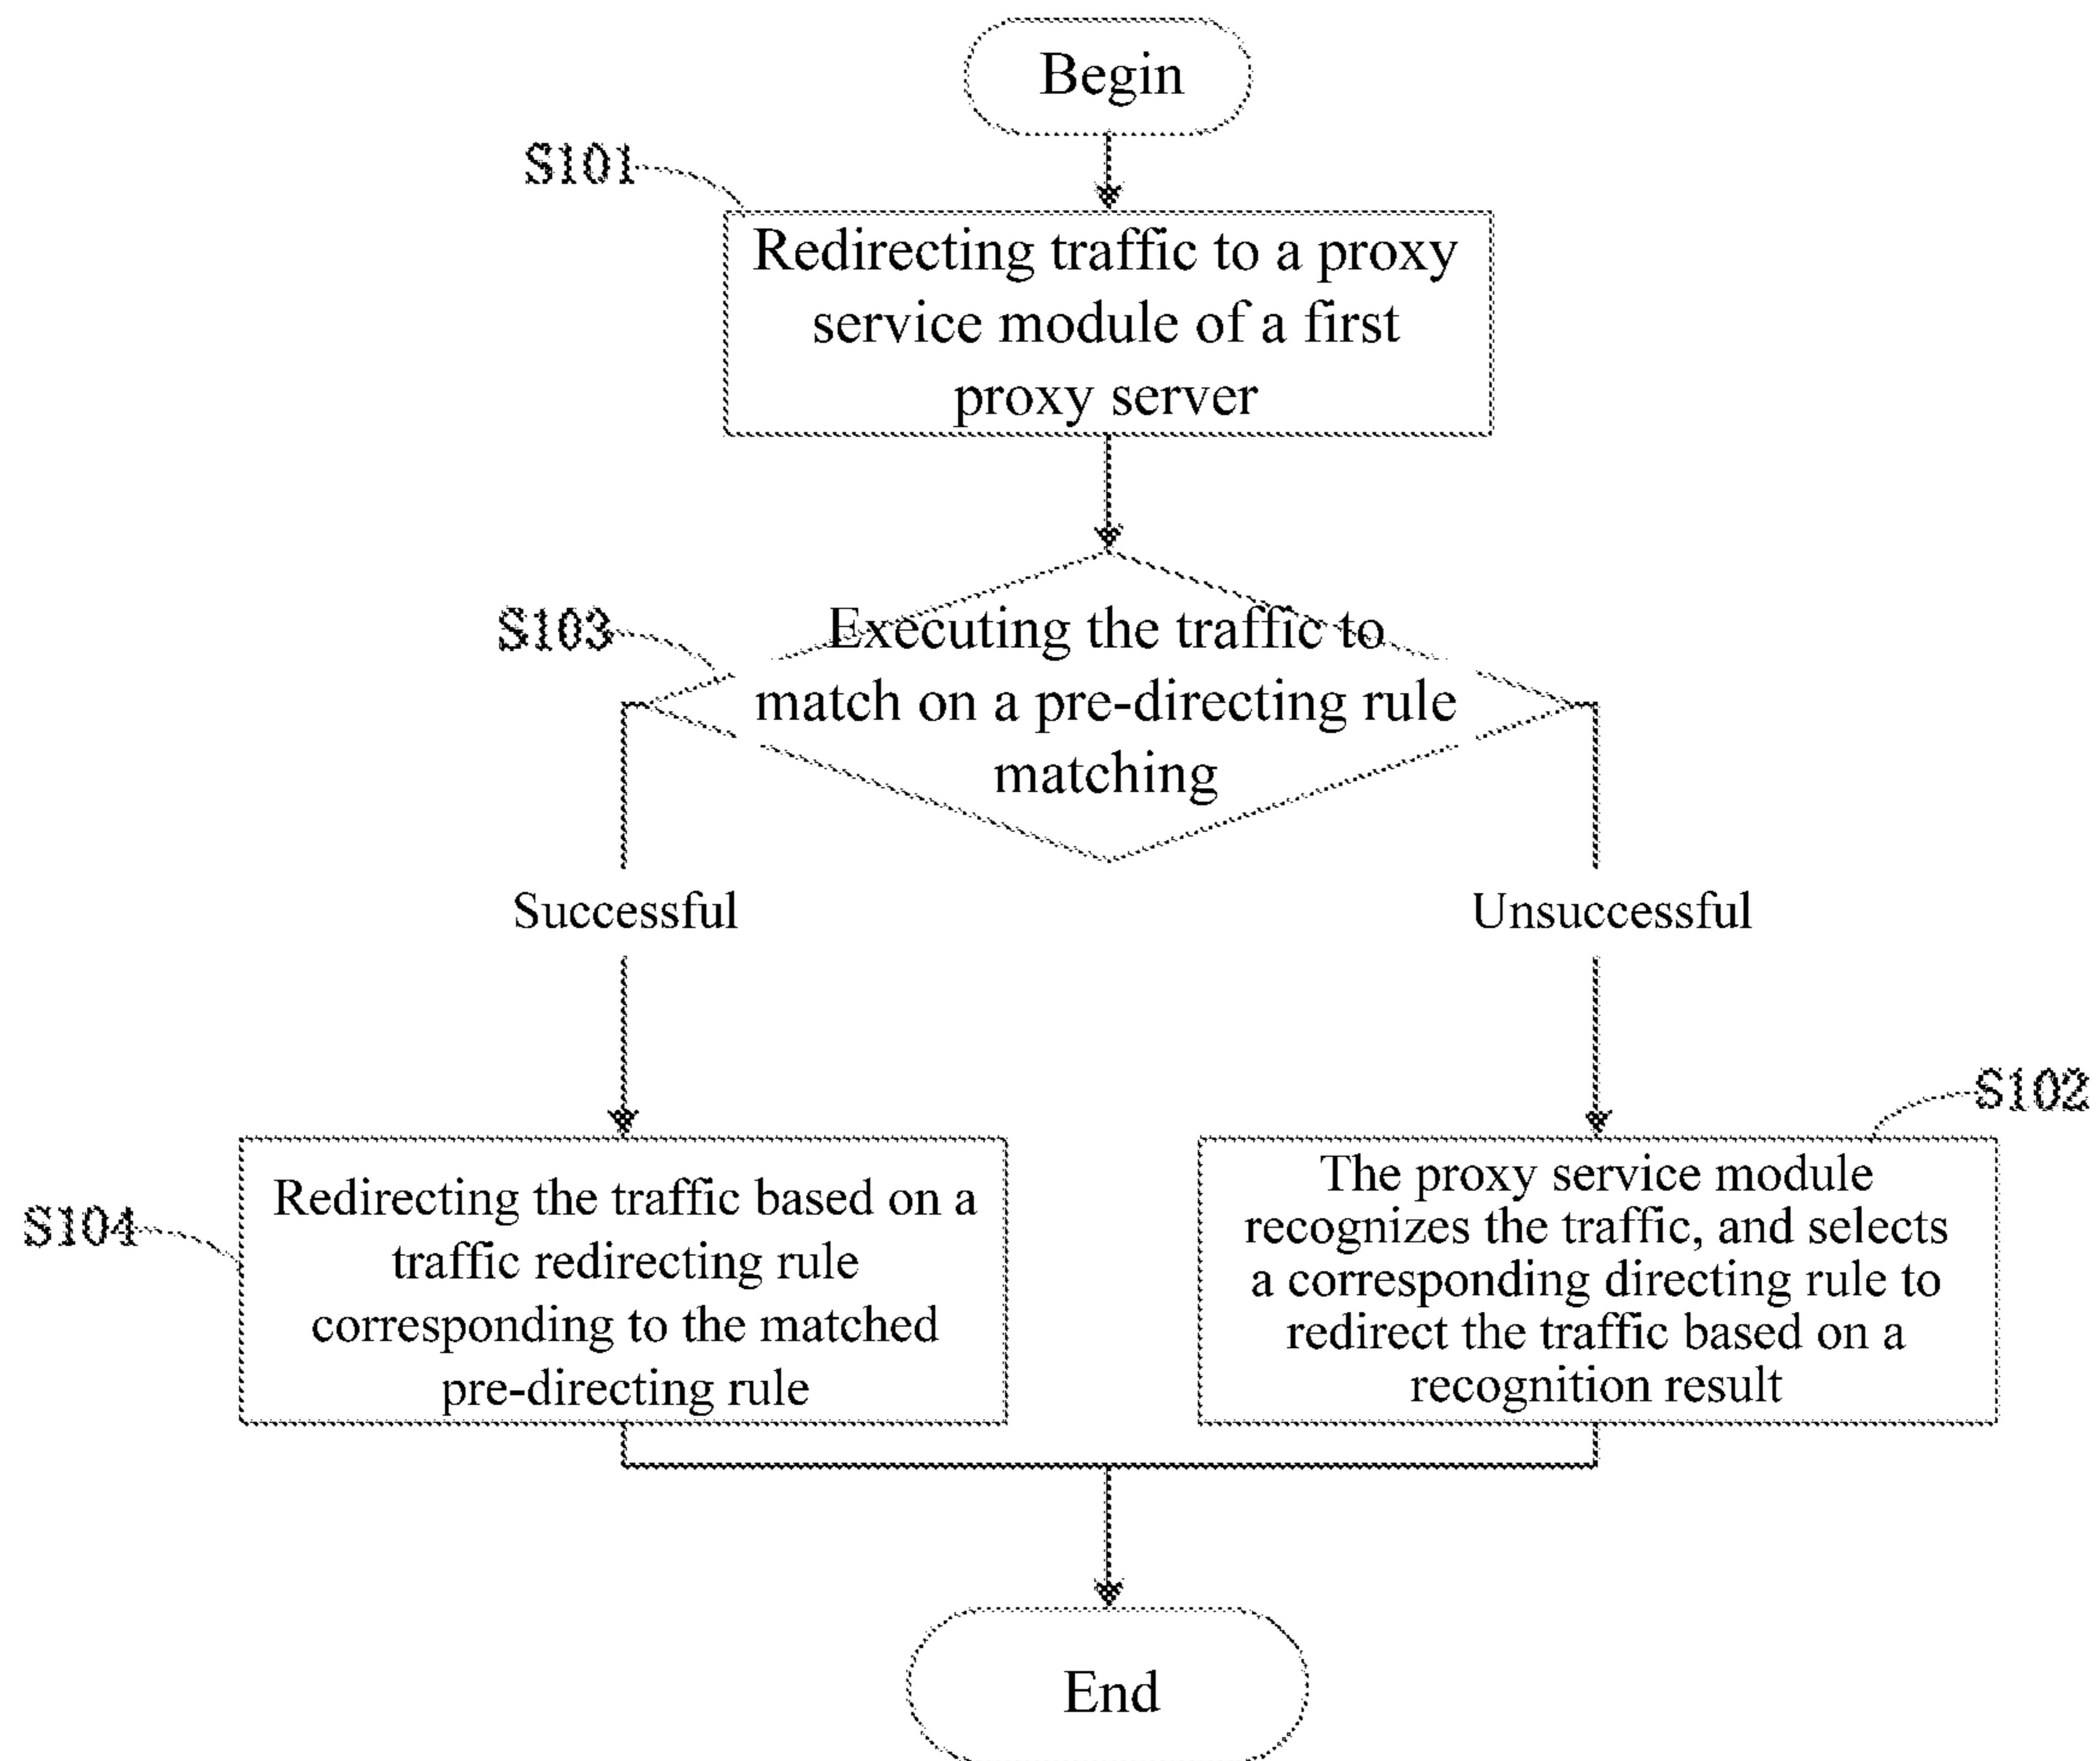 Begin
S101
Redirecting traffic to a proxy
service module of a first
proxy server
S103
Executing the traffic to
match on a pre-directing rule
matching
Successful
Unsuccessful
S102
S104
Redirecting the traffic based on a
traffic redirecting rule
corresponding to the matched
pre-directing rule
The proxy service module
recognizes the traffic, and selects
a corresponding directing rule to
redirect the traffic based on a
recognition result
End